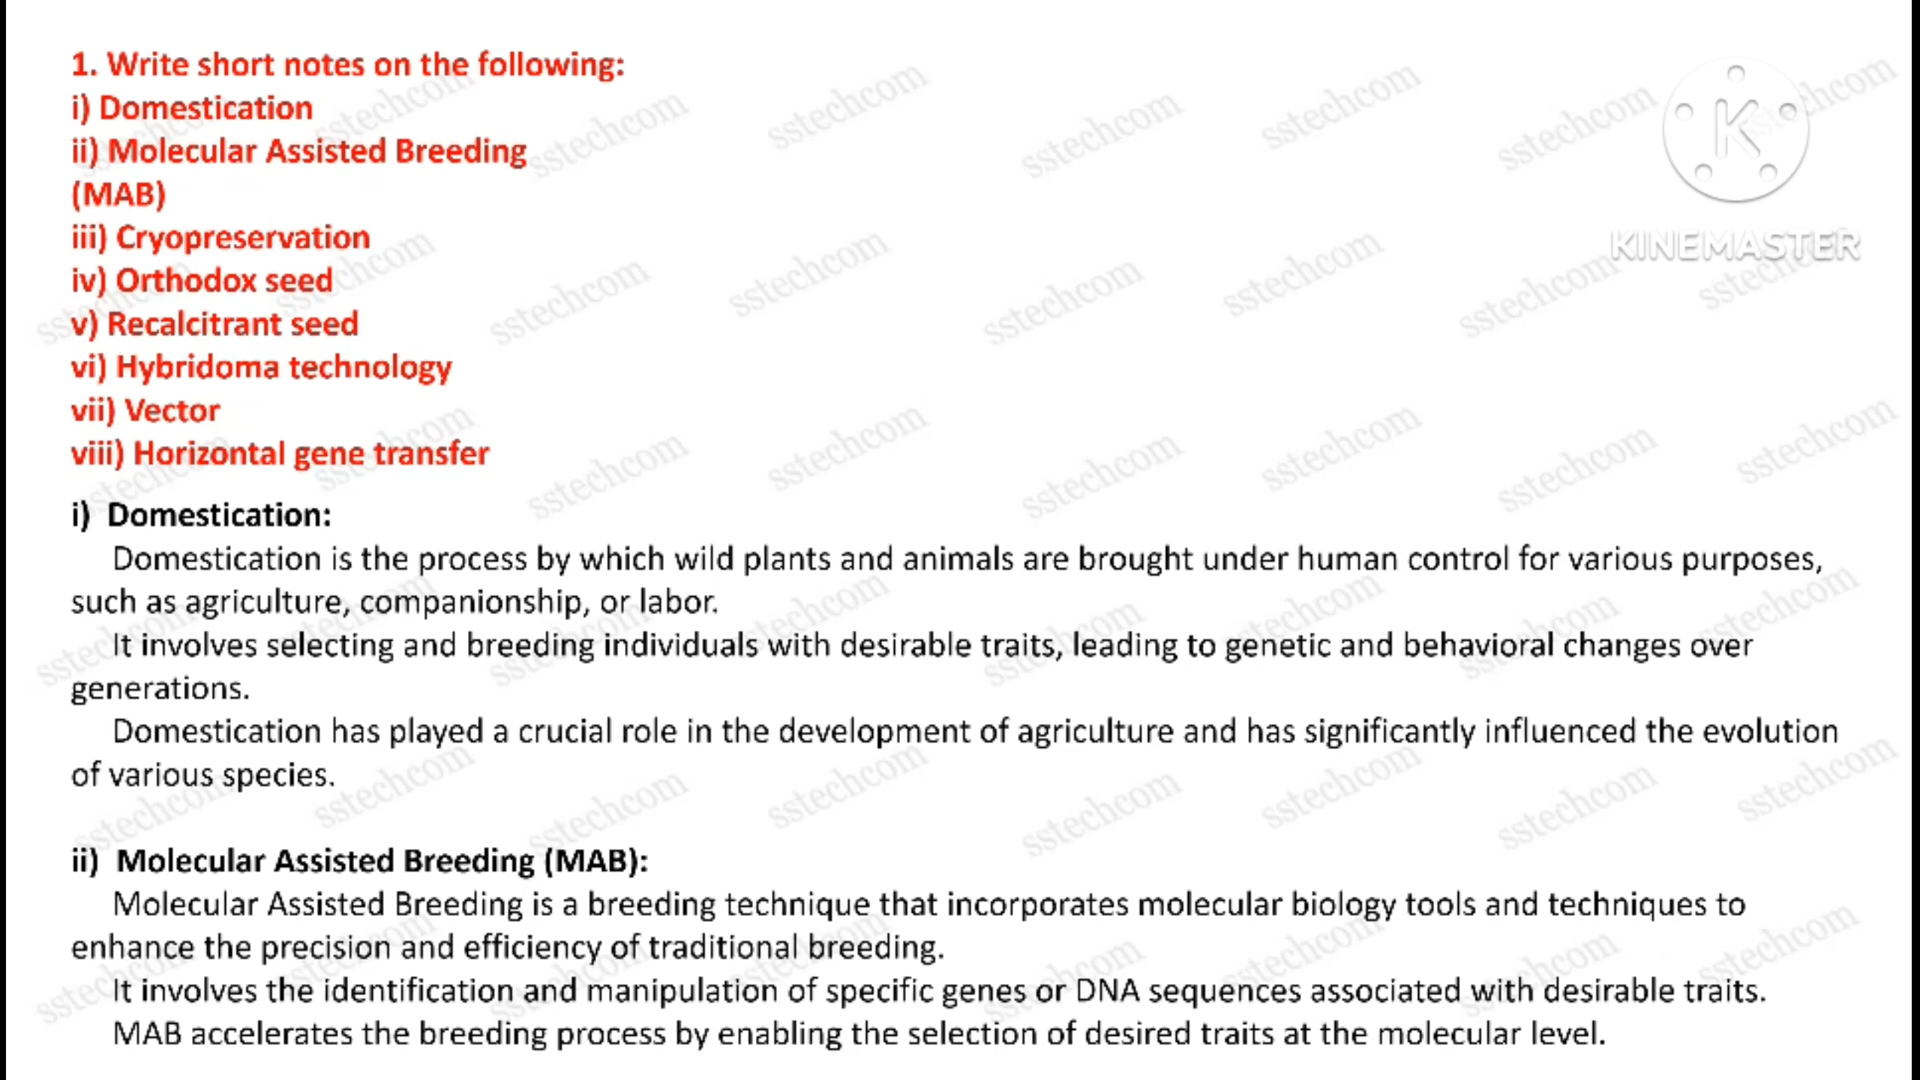 1. Write short notes on the following:
i) Domestication
ii) Molecular Assisted Breeding
(MAB)
iii) Cryopreservation
iv) Orthodox seed
v) Recalcitrant seed
vi) Hybridoma technology
vii) Vector
viii) Horizontal gene transfer
K
KINEMASTER
i) Domestication:
Domestication is the process by which wild plants and animals are brought under human control for various purposes,
such as agriculture, companionship, or labor.
It involves selecting and breeding individuals with desirable traits, leading to genetic and behavioral changes over
generations.
Domestication has played a crucial role in the development of agriculture and has significantly influenced the evolution
of various species.
ii) Molecular Assisted Breeding (MAB):
Molecular Assisted Breeding is a breeding technique that incorporates molecular biology tools and techniques to
enhance the precision and efficiency of traditional breeding.
It involves the identification and manipulation of specific genes or DNA sequences associated with desirable traits.
MAB accelerates the breeding process by enabling the selection of desired traits at the molecular level.
sstechcom